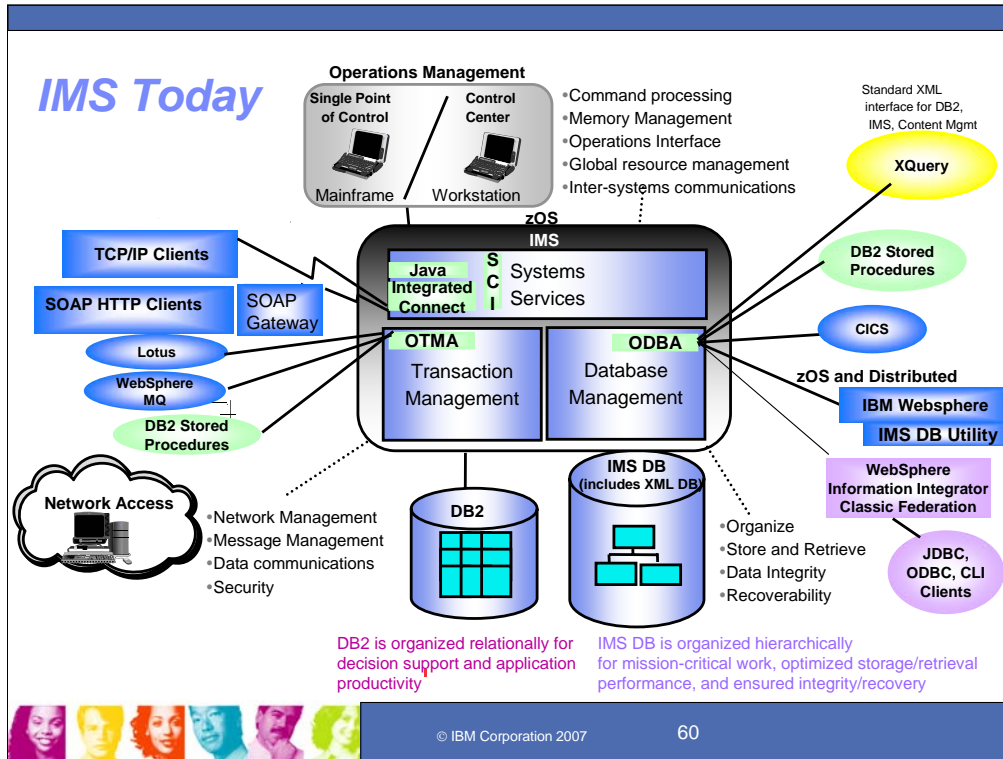 IMS Today
Operations Management
Single Point
of Control
Control
Center
Mainframe
Workstation
•Command processing
•Memory Management
•Operations Interface
•Global resource management
•Inter-systems communications
Standard XML
interface for DB2,
IMS, Content Mgmt
XQuery
DB2 Stored
Procedures
CICS
zOS and Distributed
IBM Websphere
IMS DB Utility
WebSphere
Information Integrator
Classic Federation
JDBC,
ODBC, CLI
Clients
zOS
IMS
Java
Integrated
Connect
S
C
I
Systems
Services
OTMA
Transaction
Management
ODBA
Database
Management
TCP/IP Clients
SOAP HTTP Clients
SOAP
Gateway
Lotus
WebSphere
MQ
DB2 Stored
Procedures
Network Access
•Network Management
•Message Management
•Data communications
•Security
DB2
IMS DB
(includes XML DB)
•Organize
•Store and Retrieve
•Data Integrity
•Recoverability
DB2 is organized relationally for
decision support and application
productivity
IMS DB is organized hierarchically
for mission-critical work, optimized storage/retrieval
performance, and ensured integrity/recovery
© IBM Corporation 2007
60